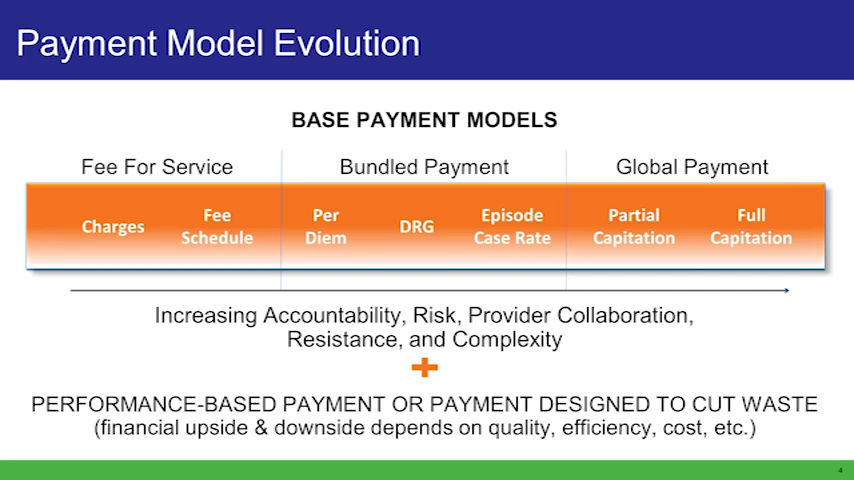 Payment Model Evolution
BASE PAYMENT MODELS
Fee For Service
Bundled Payment
Global Payment
Charges
Fee
Schedule
Per
Diem
DRG
Episode
Case Rate
Partial
Capitation
Full
Capitation
Increasing Accountability, Risk, Provider Collaboration,
Resistance, and Complexity
+
PERFORMANCE-BASED PAYMENT OR PAYMENT DESIGNED TO CUT WASTE
(financial upside & downside depends on quality, efficiency, cost, etc.)
4